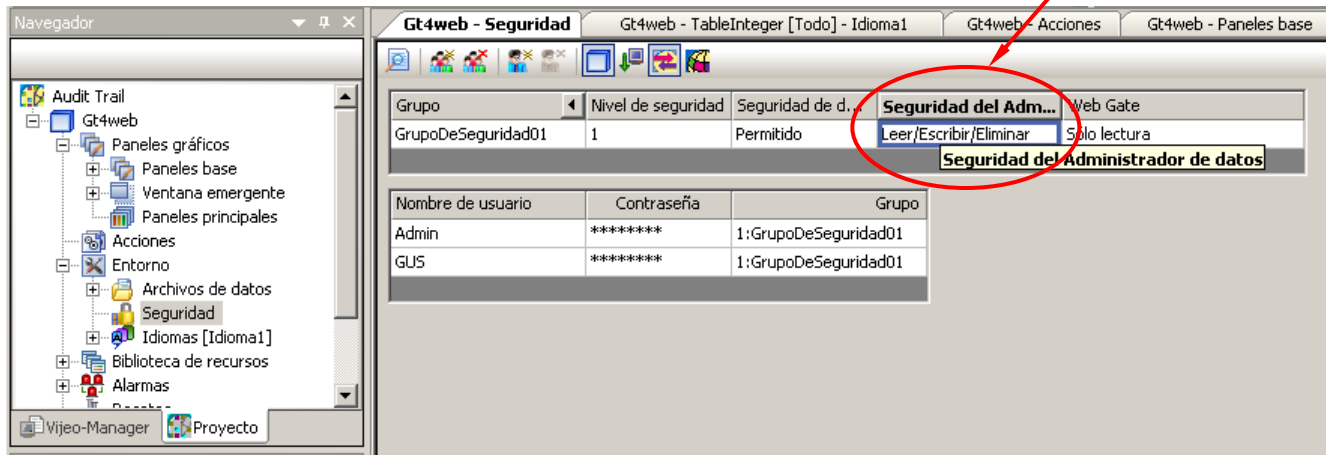 Navegador
Audit Trail
Gt4web
Paneles gráficos
Paneles base
Ventana emergente
Paneles principales
Acciones
Entorno
Archivos de datos
Seguridad
Idiomas [Idioma1]
Biblioteca de recursos
Alarmas
Vijeo-Manager Proyecto
Gt4web - Seguridad Gt4web - TableInteger [Todo] - Idioma1 Gt4web - Acciones Gt4web - Paneles base
Grupo Nivel de seguridad Seguridad de d... Seguridad del Adm... Web Gate
GrupoDeSeguridad01 1 Permitido Leer/Escribir/Eliminar Sólo lectura
Seguridad del Administrador de datos
Nombre de usuario Contraseña Grupo
Admin ******** 1:GrupoDeSeguridad01
GUS ******** 1:GrupoDeSeguridad01